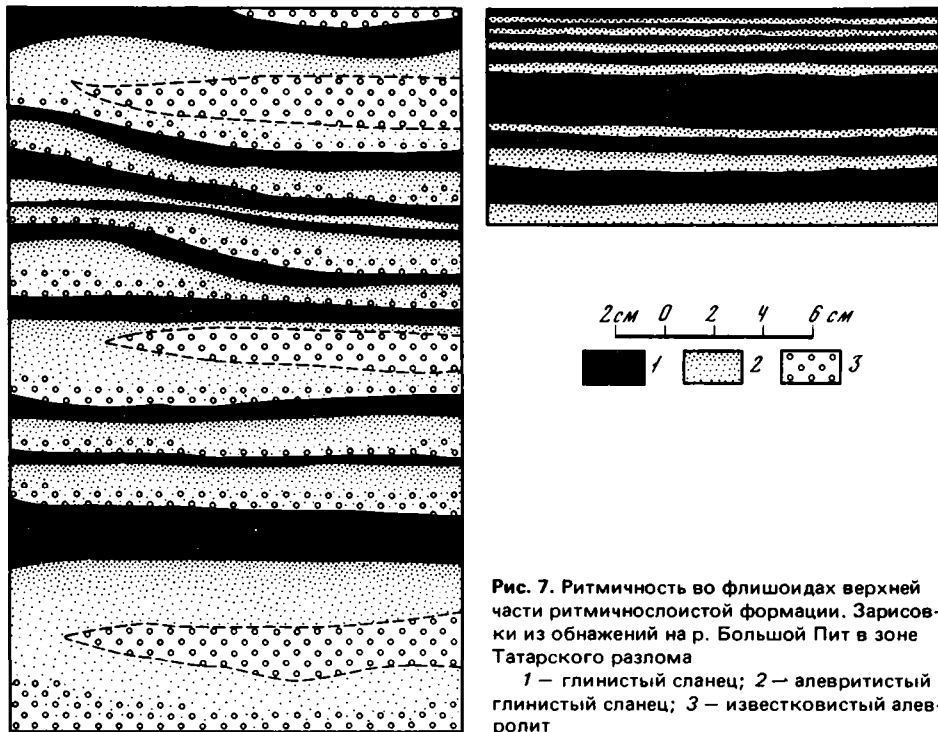 2 см 0 2 4 6 см
1 2 3
Рис. 7. Ритмичность во флишоидах верхней
части ритмичнослоистой формации. Зарисов-
ки из обнажений на р. Большой Пит в зоне
Татарского разлома
1 — глинистый сланец; 2 — алевритистый
глинистый сланец; 3 — известковистый алев-
ролит